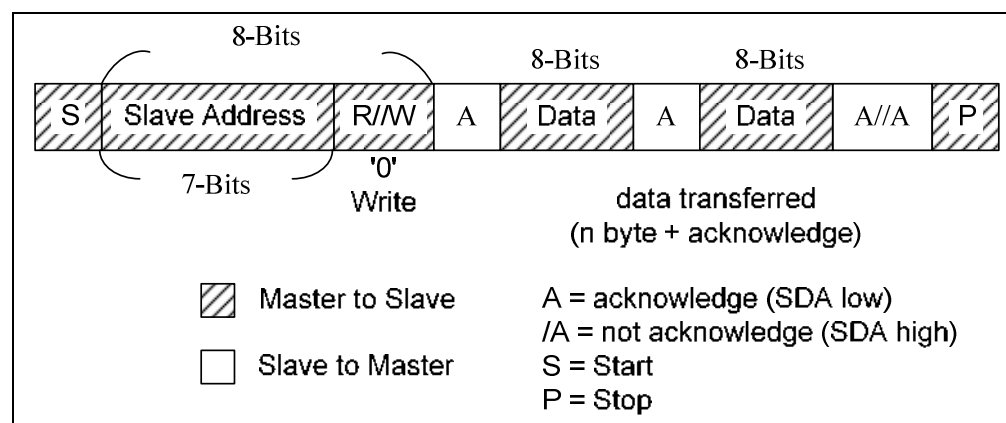 8-Bits
8-Bits
8-Bits
S
Slave Address
R//W
A
Data
A
Data
A//A
P
7-Bits
'0'
Write
data transferred
(n byte + acknowledge)
Master to Slave
Slave to Master
A = acknowledge (SDA low)
/A = not acknowledge (SDA high)
S = Start
P = Stop